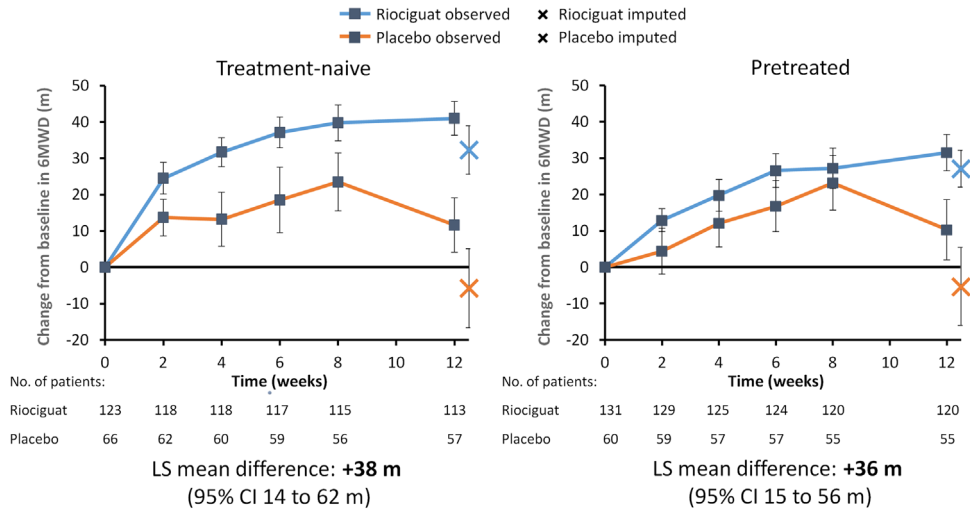 Riociguat observed
Riociguat imputed
Placebo observed
Placebo imputed
Treatment-naive
Change from baseline in 6MWD (m)
50
40
30
20
10
0
-10
-20
0 2 4 6 8 10 12
Time (weeks)
No. of patients:
Riociguat 123 118 118 117 115 113
Placebo 66 62 60 59 56 57
LS mean difference: +38 m
(95% CI 14 to 62 m)
Pretreated
Change from baseline in 6MWD (m)
50
40
30
20
10
0
-10
-20
0 2 4 6 8 10 12
Time (weeks)
No. of patients:
Riociguat 131 129 125 124 120 120
Placebo 60 59 57 57 55 55
LS mean difference: +36 m
(95% CI 15 to 56 m)